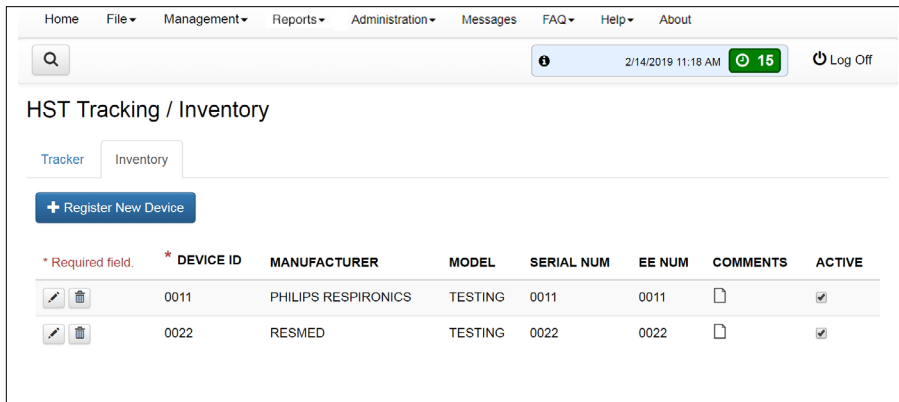 Home File Management Reports Administration Messages FAQ Help About
2/14/2019 11:18 AM 15 Log Off
HST Tracking / Inventory
Tracker Inventory
+ Register New Device
* Required field. * DEVICE ID MANUFACTURER MODEL SERIAL NUM EE NUM COMMENTS ACTIVE
0011 PHILIPS RESPIRONICS TESTING 0011 0011
0022 RESMED TESTING 0022 0022